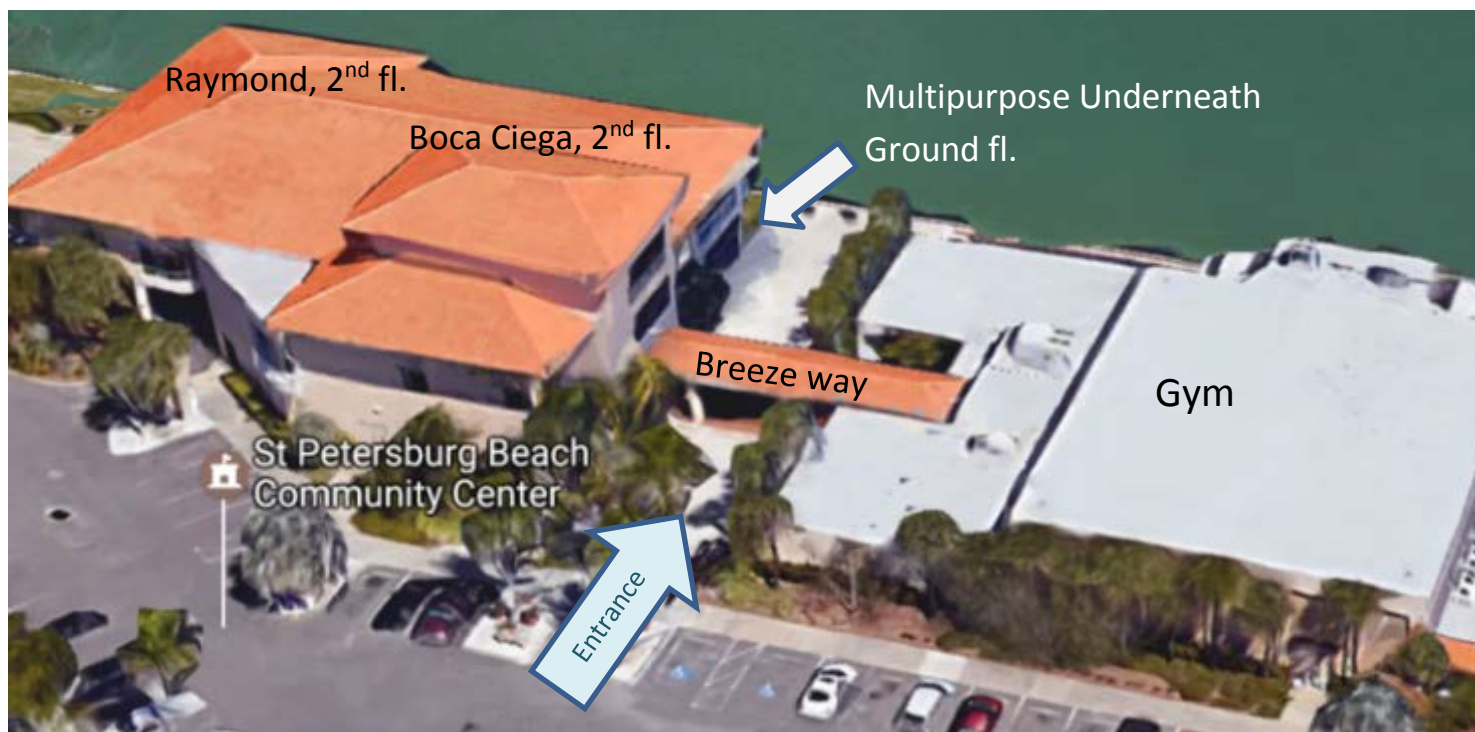 Raymond, 2nd fl.
Boca Ciega, 2nd fl.
Multipurpose Underneath
Ground fl.
Breeze way
Gym
St Petersburg Beach
Community Center
Entrance